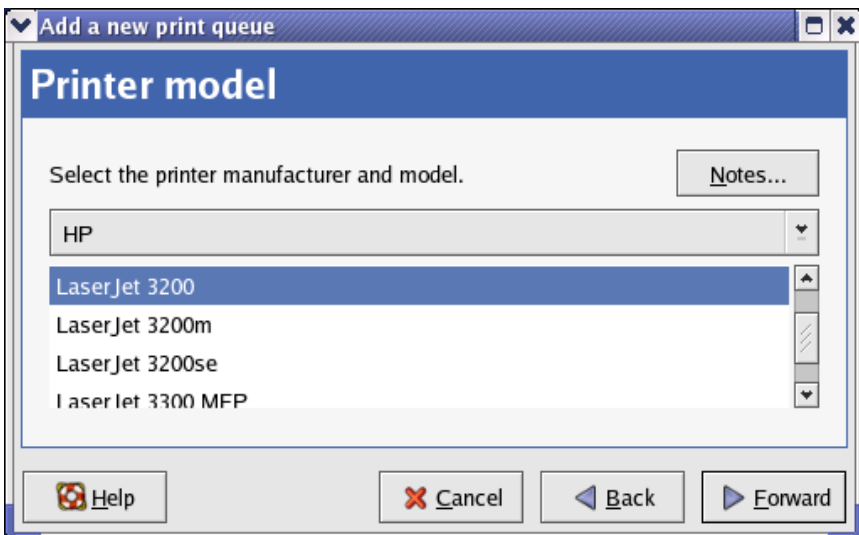 Add a new print queue
Printer model
Select the printer manufacturer and model.
Notes...
HP
LaserJet 3200
LaserJet 3200m
LaserJet 3200se
LaserJet 3300 MFP
Help
Cancel
Back
Forward